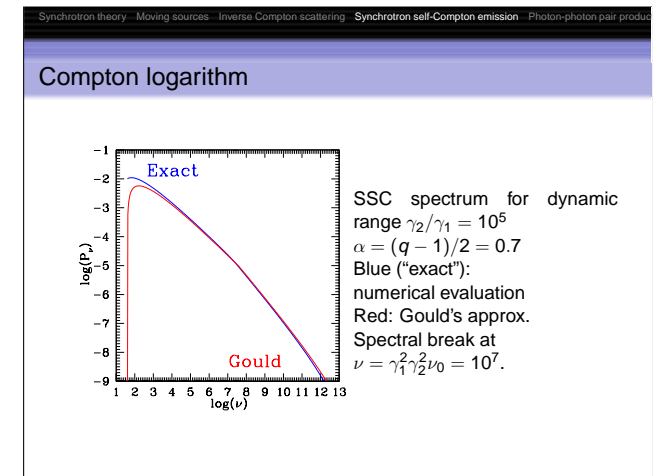 Synchrotron theory Moving sources Inverse Compton scattering Synchrotron self-Compton emission Photon-photon pair produc
Compton logarithm
Exact
Gould
log(Pν)
−1
−2
−3
−4
−5
−6
−7
−8
−9
1 2 3 4 5 6 7 8 9 10 11 12 13
log(ν)
SSC spectrum for dynamic
range γ₂/γ₁ = 10⁵
α = (q − 1)/2 = 0.7
Blue (“exact”):
numerical evaluation
Red: Gould’s approx.
Spectral break at
ν = γ₁²γ₂²ν₀ = 10⁷.